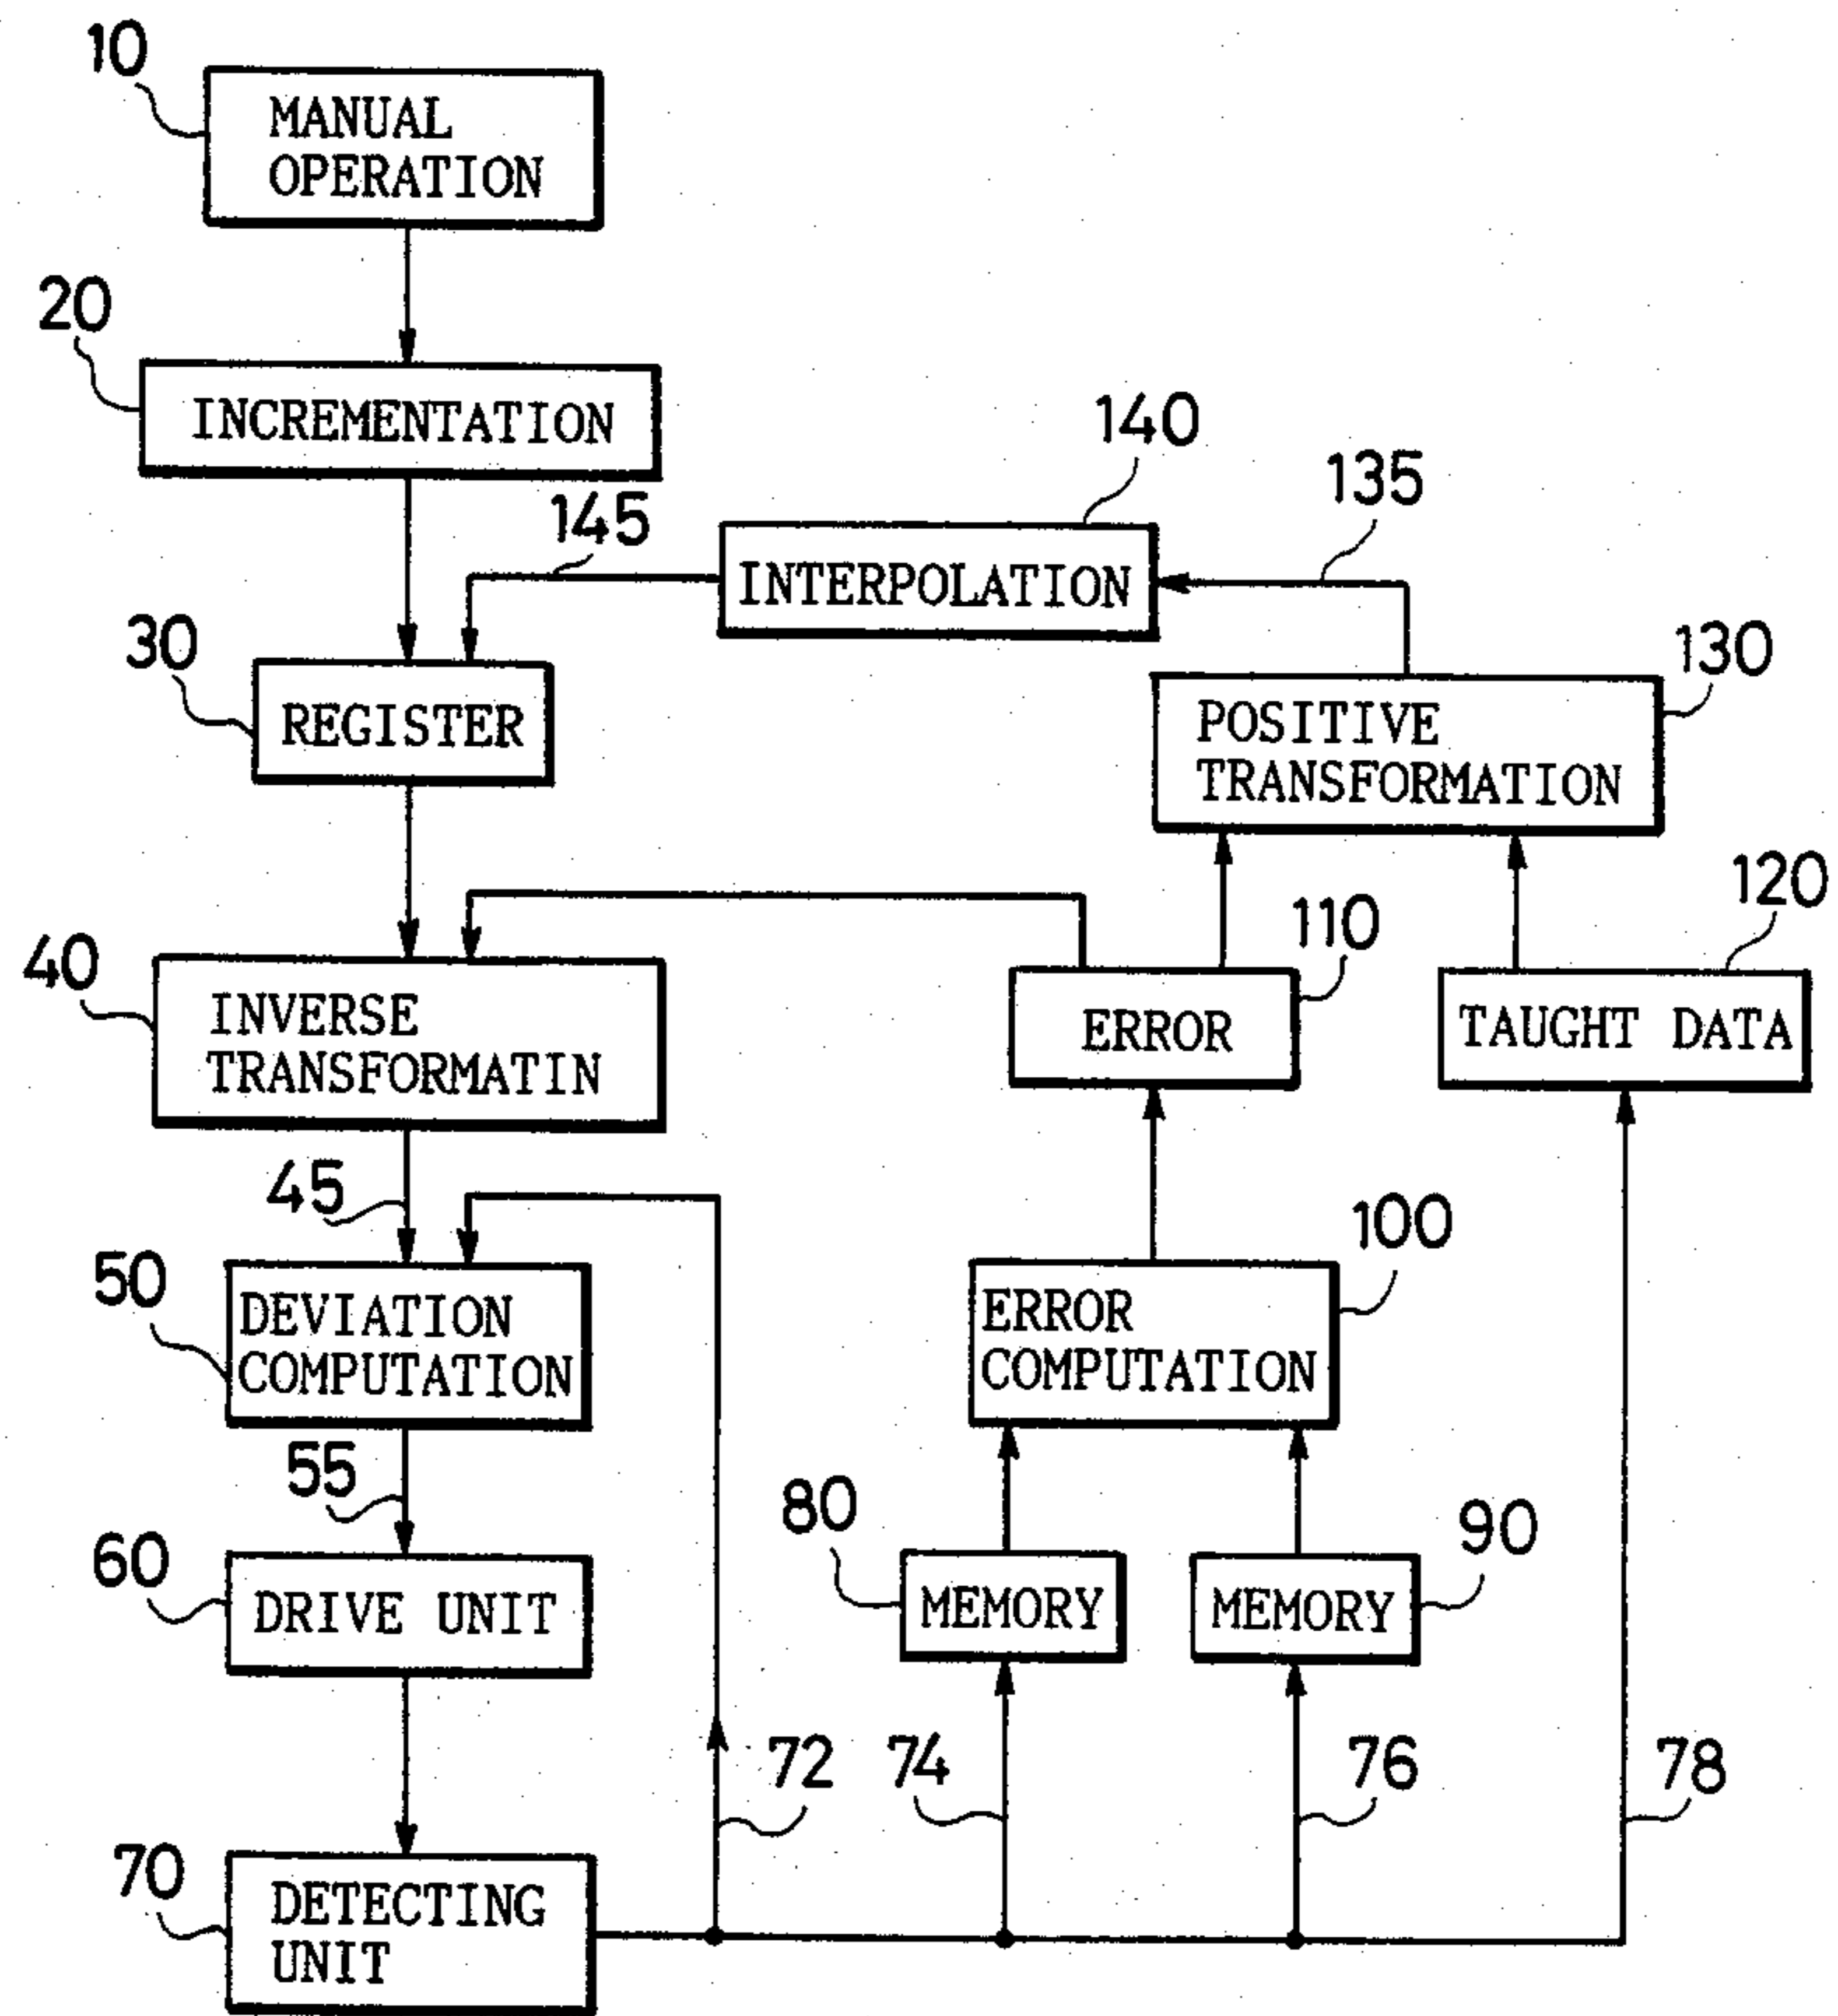 10
MANUAL
OPERATION
20
INCREMENTATION
140
135
145
INTERPOLATION
30
130
REGISTER
POSITIVE
TRANSFORMATION
120
110
40
INVERSE
TRANSFORMATIN
ERROR
TAUGHT DATA
45
100
50
DEVIATION
COMPUTATION
ERROR
COMPUTATION
55
80
90
60
DRIVE UNIT
MEMORY
MEMORY
72
74
76
78
70
DETECTING
UNIT